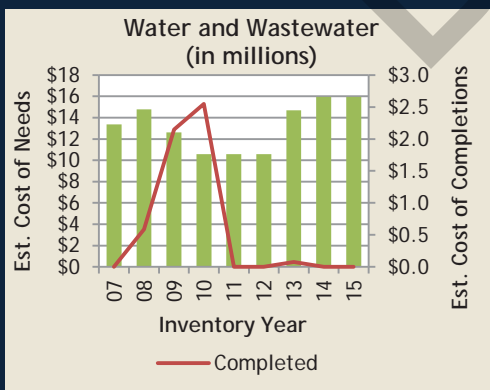 Water and Wastewater
(in millions)
Est. Cost of Needs
$18
$16
$14
$12
$10
$8
$6
$4
$2
$0
$3.0
$2.5
$2.0
$1.5
$1.0
$0.5
$0.0
Est. Cost of Completions
07 08 09 10 11 12 13 14 15
Inventory Year
Completed